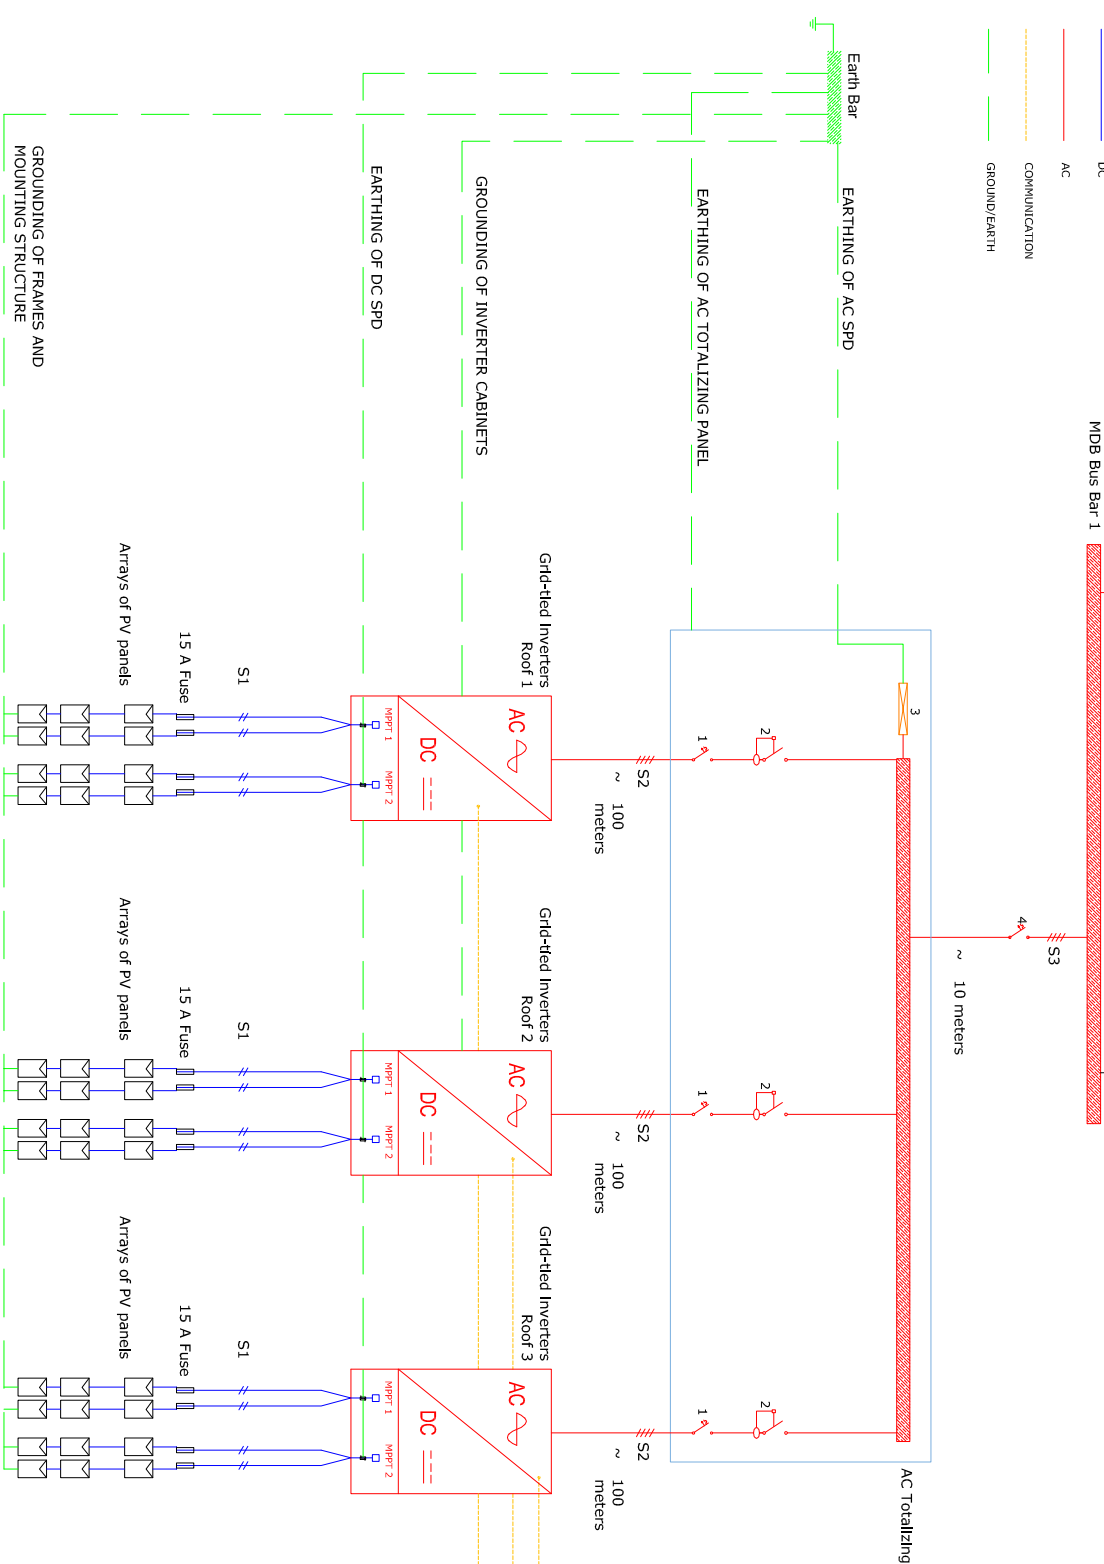 DC
AC
COMMUNICATION
GROUND/EARTH
MDB Bus Bar 1
Earth Bar
EARTHING OF AC SPD
EARTHING OF AC TOTALIZING PANEL
GROUNDING OF INVERTER CABINETS
EARTHING OF DC SPD
GROUNDING OF FRAMES AND
MOUNTING STRUCTURE
S3
4
~ 10 meters
AC Totalizing
3
2
1
S2
~ 100
meters
Grid-tied Inverters
Roof 1
AC
DC
MPPT 1
MPPT 2
S1
15 A Fuse
Arrays of PV panels
2
1
S2
~ 100
meters
Grid-tied Inverters
Roof 2
AC
DC
MPPT 1
MPPT 2
S1
15 A Fuse
Arrays of PV panels
2
1
S2
~ 100
meters
Grid-tied Inverters
Roof 3
AC
DC
MPPT 1
MPPT 2
S1
15 A Fuse
Arrays of PV panels